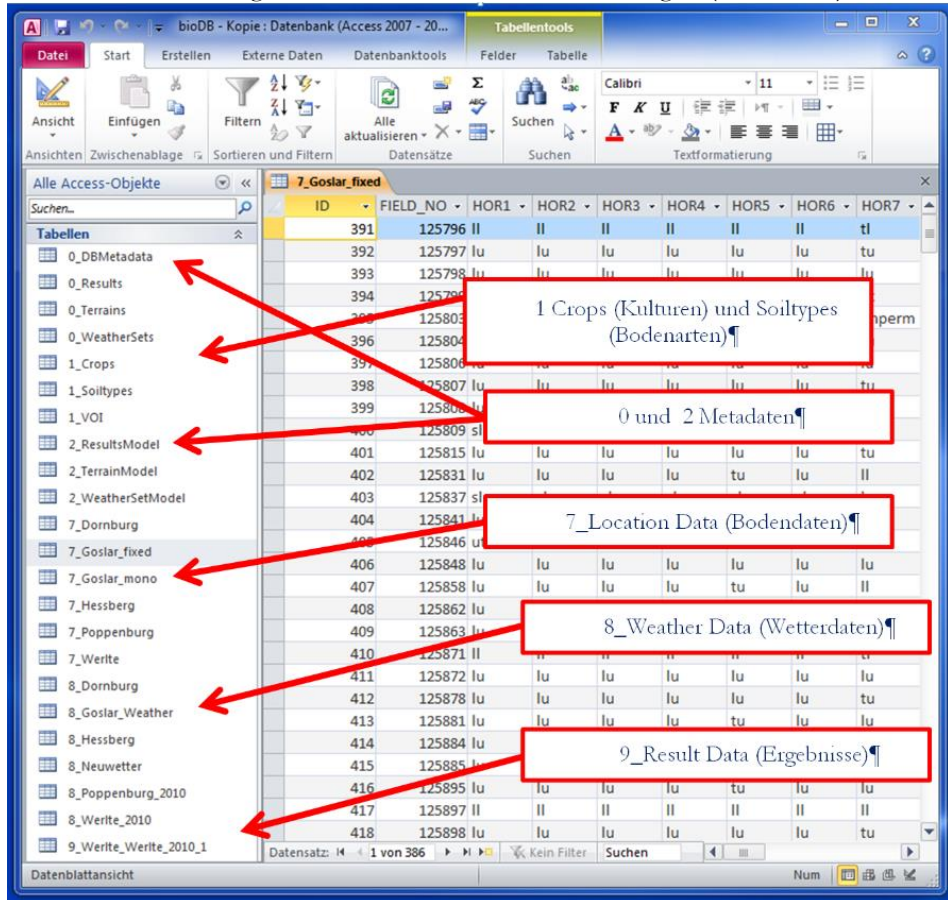 bioDB - Kopie : Datenbank (Access 2007 - 20...
Tabellentools
Datei Start Erstellen Externe Daten Datenbanktools Felder Tabelle
Ansicht Einfügen Filtern Alle aktualisieren Suchen Calibri 11
F K U
Ansichten Zwischenablage Sortieren und Filtern Datensätze Suchen Textformatierung
Alle Access-Objekte
Suchen...
Tabellen
0_DBMetadata
0_Results
0_Terrains
0_WeatherSets
1_Crops
1_Soiltypes
1_VOI
2_ResultsModel
2_TerrainModel
2_WeatherSetModel
7_Dornburg
7_Goslar_fixed
7_Goslar_mono
7_Hessberg
7_Poppenburg
7_Werlte
8_Dornburg
8_Goslar_Weather
8_Hessberg
8_Neuwetter
8_Poppenburg_2010
8_Werlte_2010
9_Werlte_Werlte_2010_1
7_Goslar_fixed
ID FIELD_NO HOR1 HOR2 HOR3 HOR4 HOR5 HOR6 HOR7
391 125796 ll ll ll ll ll ll tl
392 125797 lu lu lu lu lu lu tu
393 125798 lu lu lu lu lu lu lu
394
125803
396 125804
397 125806
398 125807 lu lu lu lu lu lu tu
399 125808
125809 sl
401 125815 lu lu lu lu lu lu tu
402 125831 lu lu lu lu tu lu ll
403 125837 sl
404 125841
125846
406 125848 lu lu lu lu lu lu lu
407 125858 lu lu lu lu tu lu ll
408 125862 lu
409 125863 lu
410 125871 ll
411 125872 lu lu lu lu lu lu lu
412 125878 lu lu lu lu lu lu tu
413 125881 lu lu lu lu tu lu lu
414 125884 lu
415 125885
416 125895 lu lu lu lu tu lu lu
417 125897 ll ll ll ll ll ll ll
418 125898 lu lu lu lu lu lu tu
1 Crops (Kulturen) und Soiltypes
(Bodenarten)¶
0 und 2 Metadaten¶
7_Location Data (Bodendaten)¶
8_Weather Data (Wetterdaten)¶
9_Result Data (Ergebnisse)¶
Datensatz: 1 von 386 Kein Filter Suchen
Datenblattansicht Num